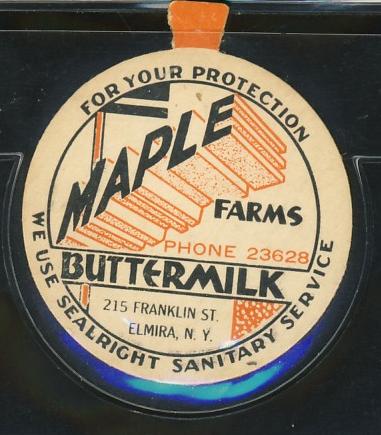 FOR YOUR PROTECTION
MAPLE
FARMS
PHONE 23628
BUTTERMILK
215 FRANKLIN ST.
ELMIRA, N. Y.
WE USE SEALRIGHT SANITARY SERVICE